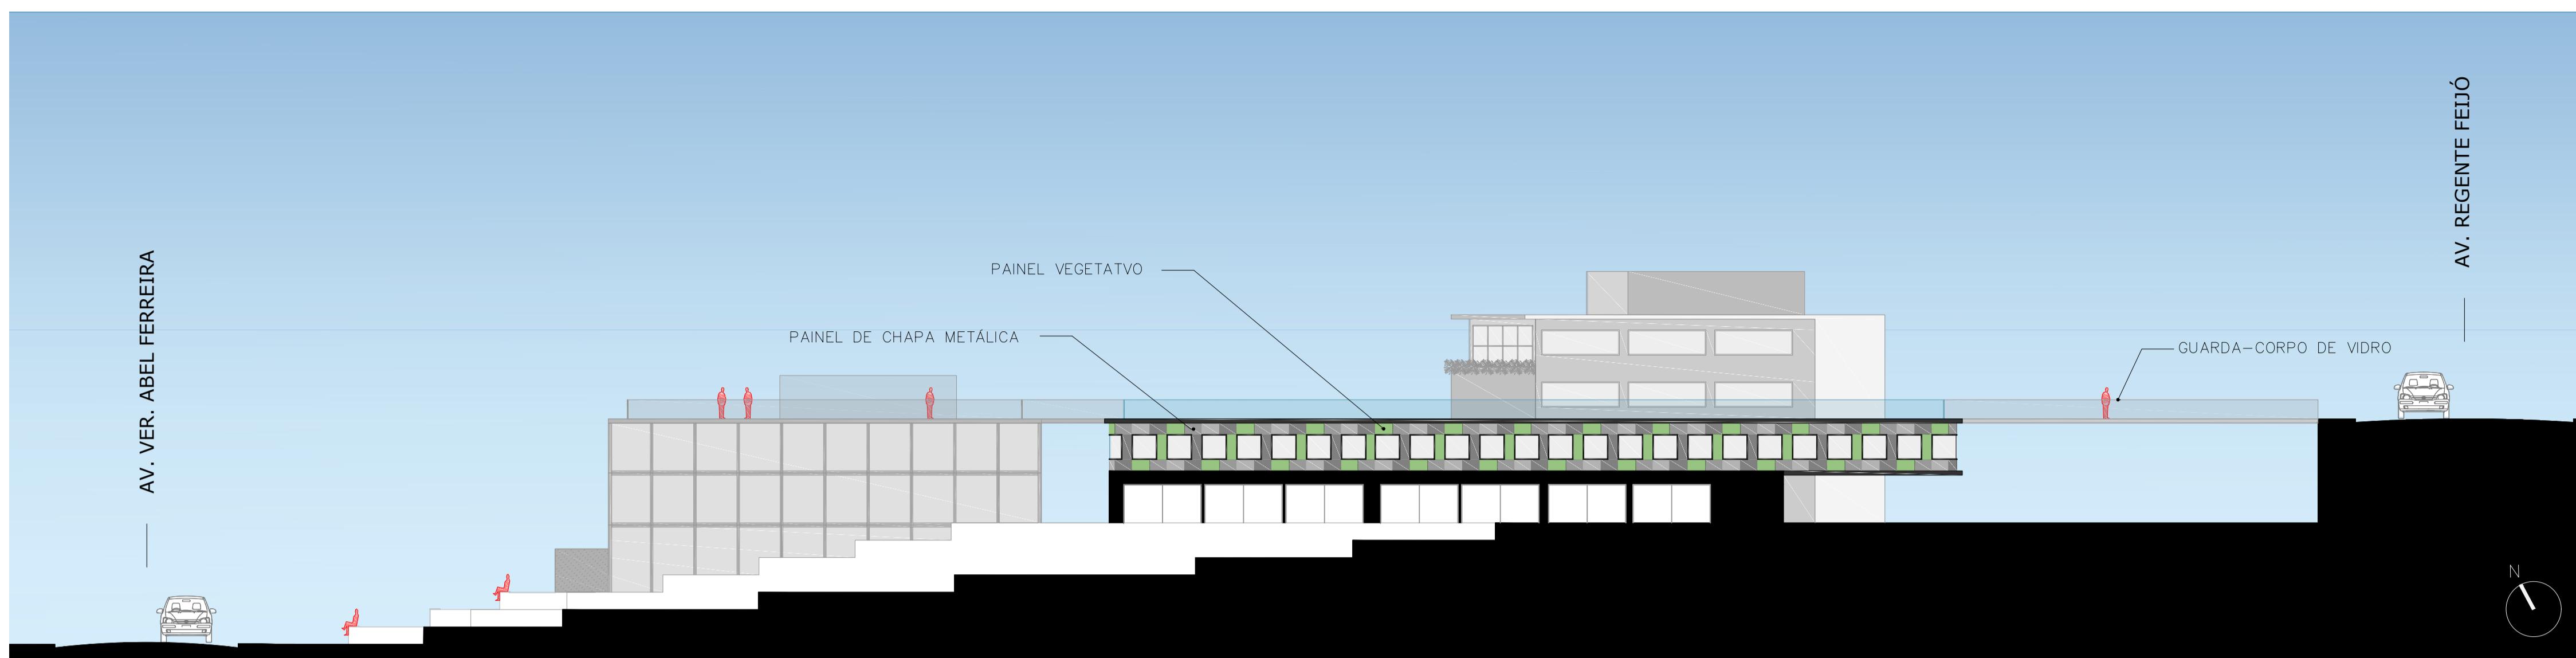 AV. VER. ABEL FERREIRA
PAINEL VEGETATVO
PAINEL DE CHAPA METÁLICA
GUARDA-CORPO DE VIDRO
AV. REGENTE FEIJÓ
N